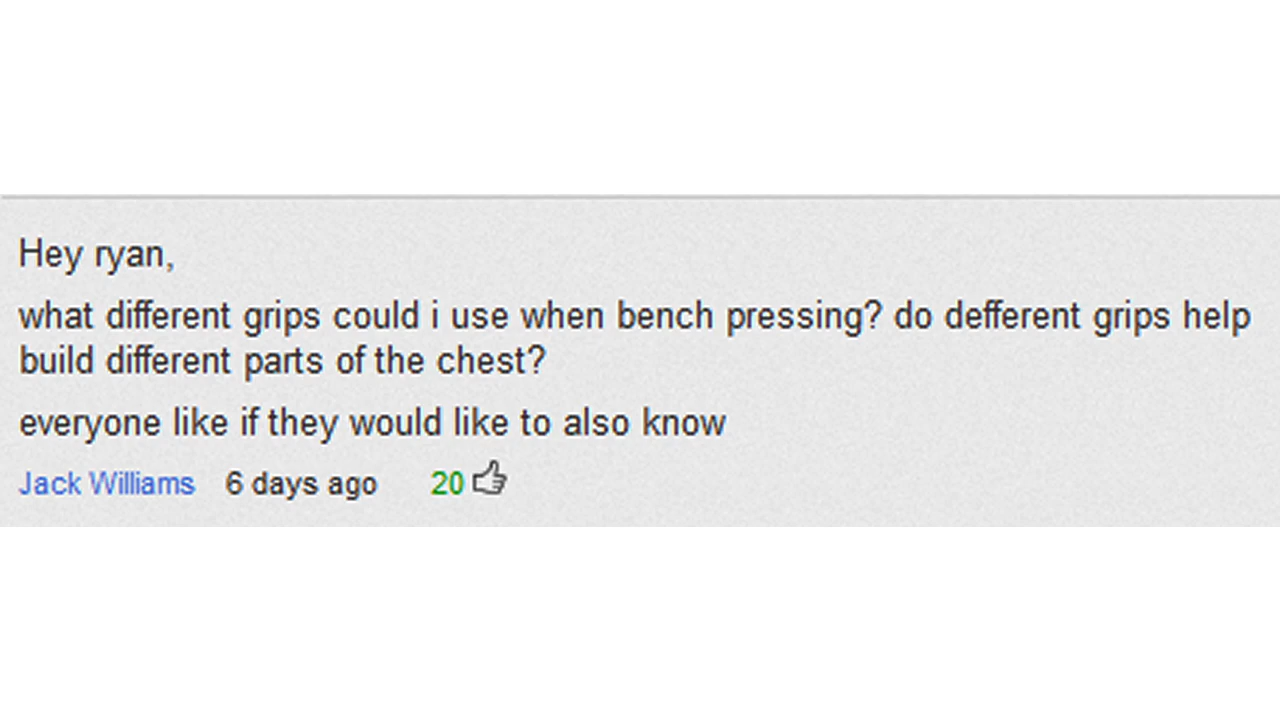 Hey ryan,
what different grips could i use when bench pressing? do defferent grips help
build different parts of the chest?
everyone like if they would like to also know
Jack Williams 6 days ago 20